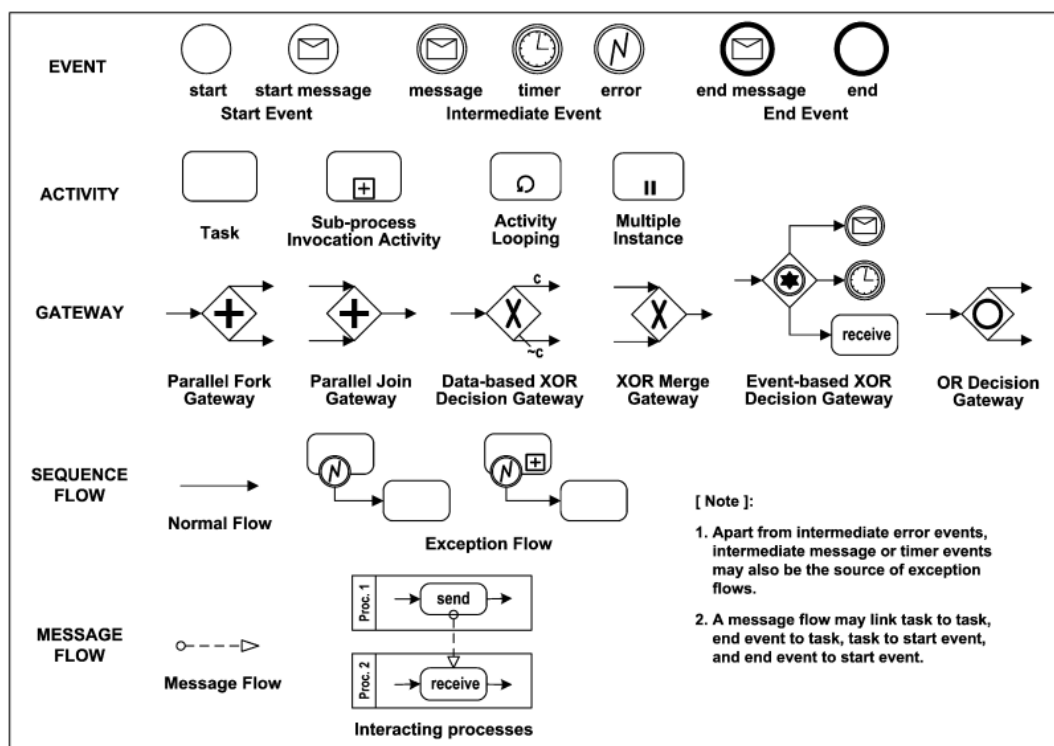 EVENT
start
start message
message
timer
error
end message
end
Start Event
Intermediate Event
End Event
ACTIVITY
Task
Sub-process
Invocation Activity
Activity
Looping
Multiple
Instance
GATEWAY
c
~c
receive
Parallel Fork
Gateway
Parallel Join
Gateway
Data-based XOR
Decision Gateway
XOR Merge
Gateway
Event-based XOR
Decision Gateway
OR Decision
Gateway
SEQUENCE
FLOW
Normal Flow
Exception Flow
[ Note ]:
1. Apart from intermediate error events,
intermediate message or timer events
may also be the source of exception
flows.
2. A message flow may link task to task,
end event to task, task to start event,
and end event to start event.
MESSAGE
FLOW
Message Flow
Proc. 1
send
Proc. 2
receive
Interacting processes